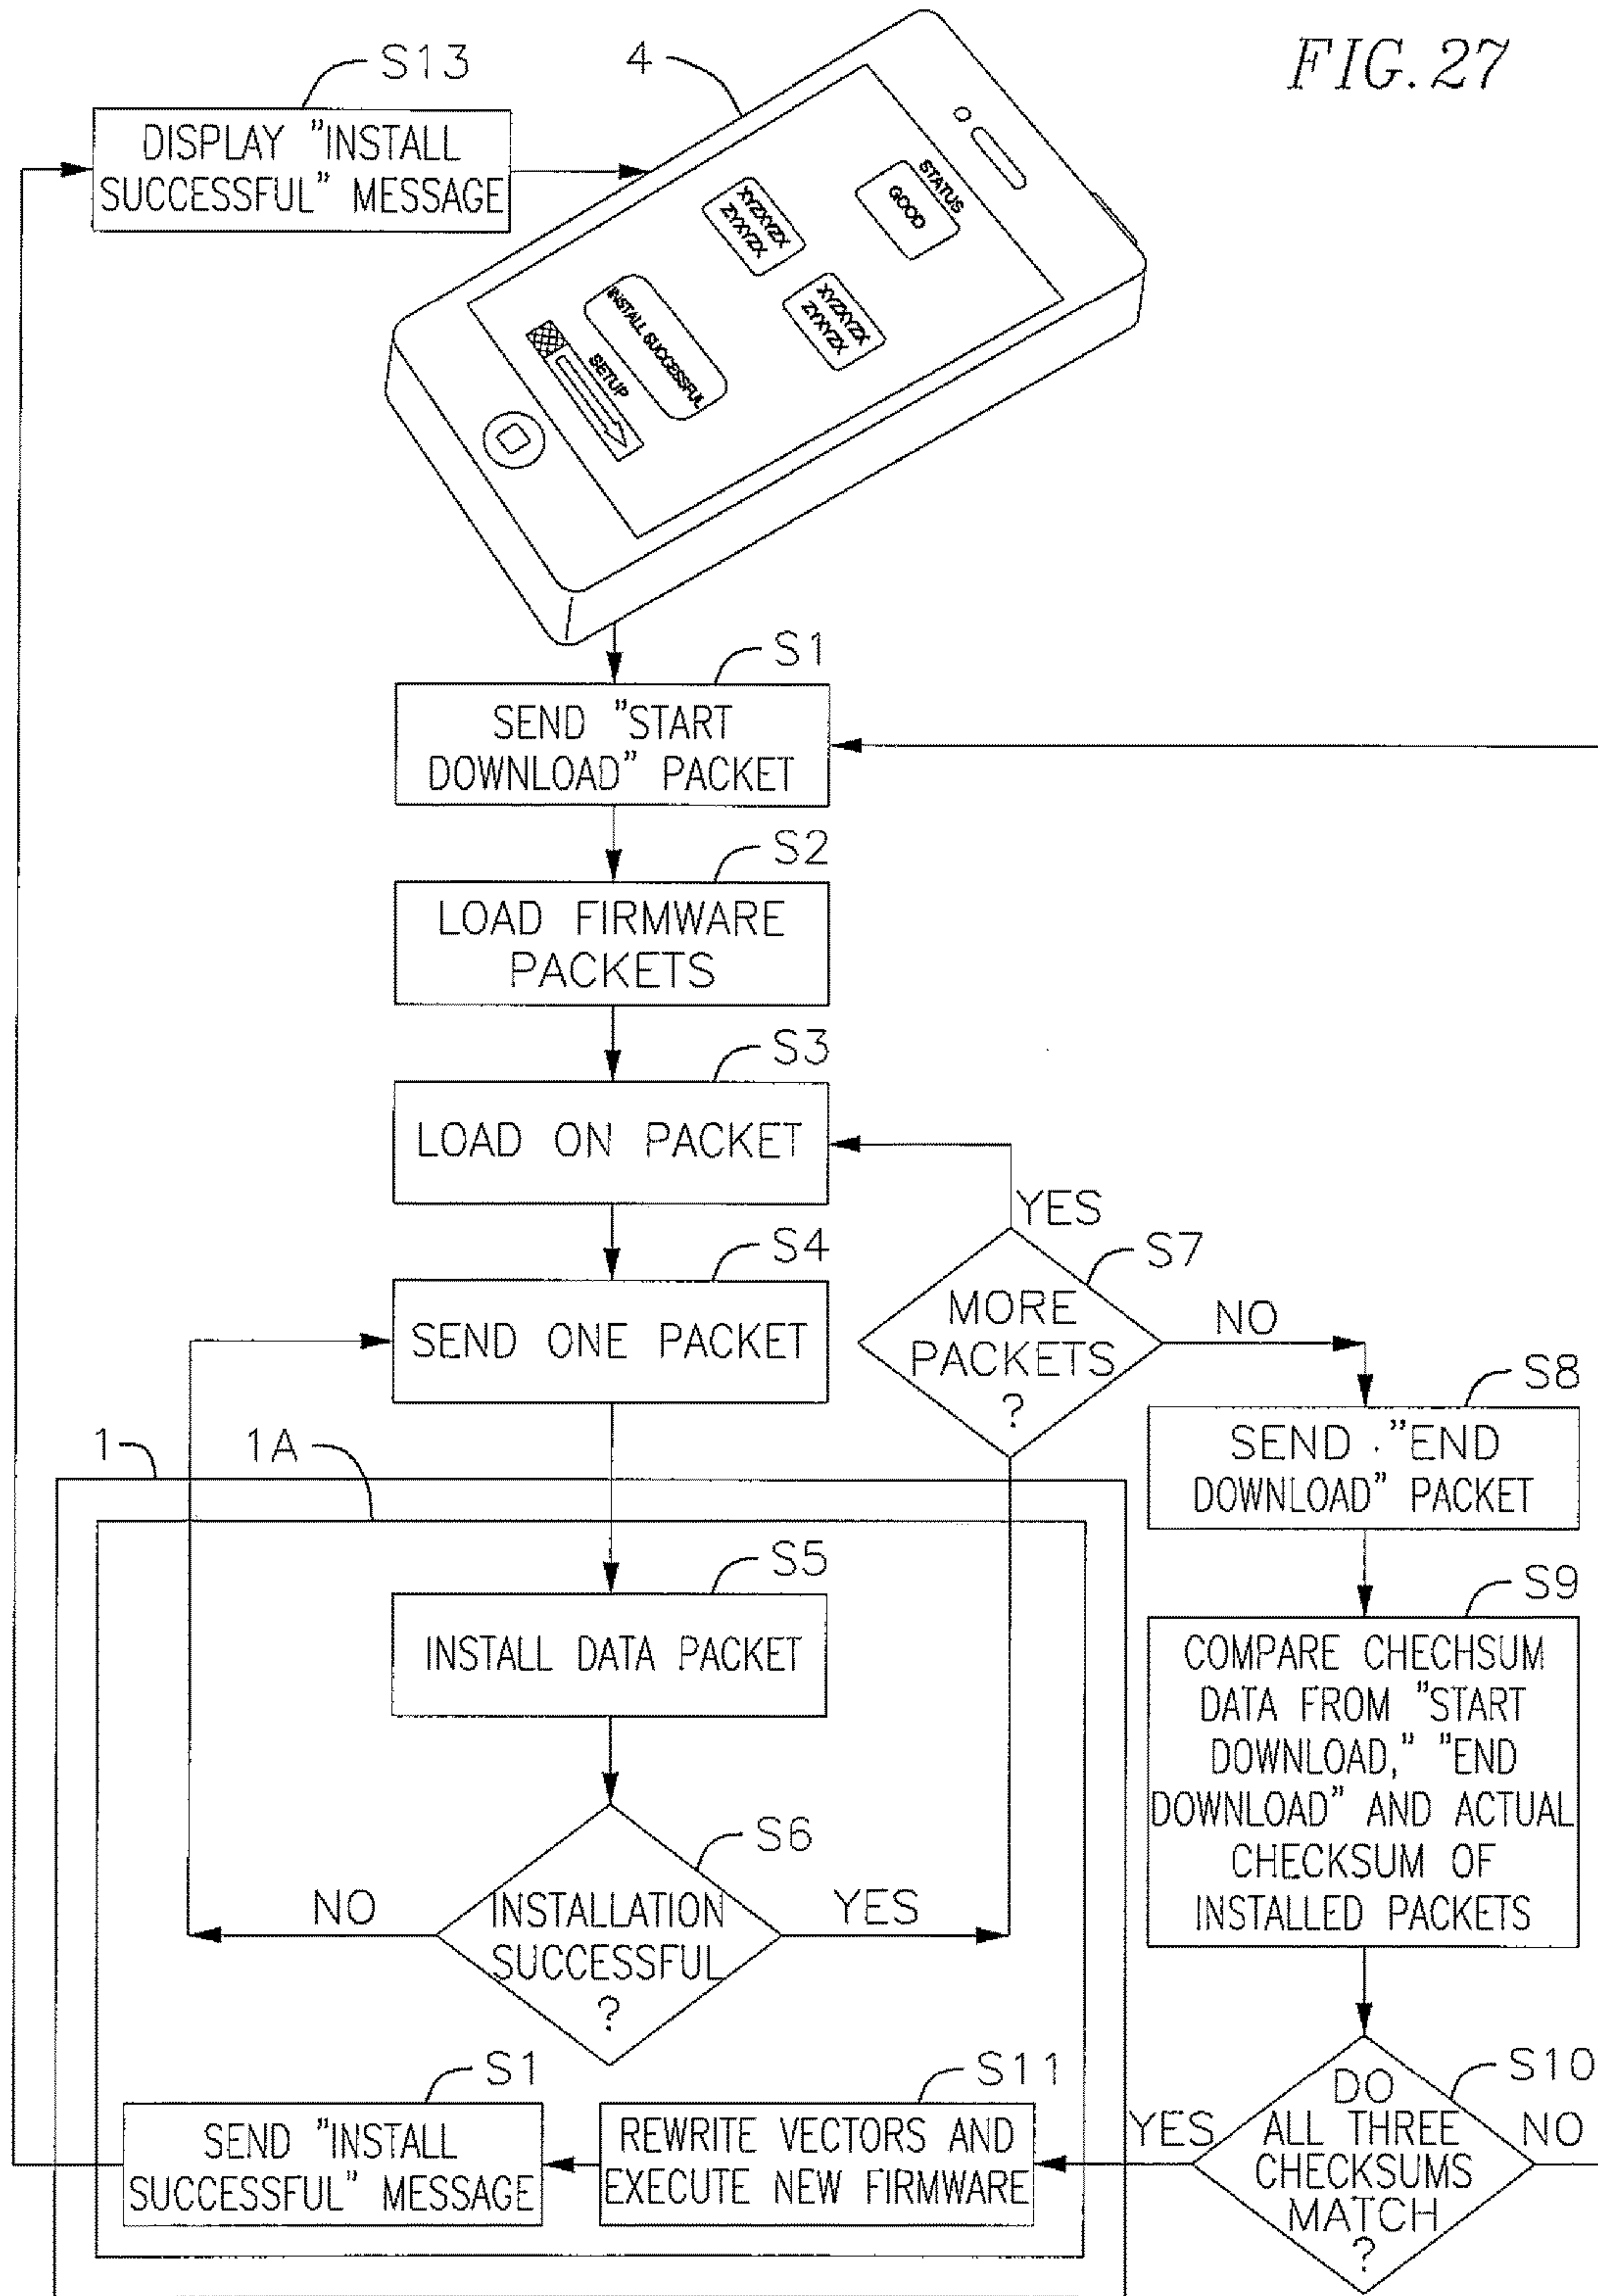 FIG. 27
S13
4
DISPLAY "INSTALL
SUCCESSFUL" MESSAGE
STATUS
GOOD
XYZXYZX
ZYXYZX
XYZXYZX
ZYXYZX
INSTALL SUCCESSFUL
SETUP
S1
SEND "START
DOWNLOAD" PACKET
S2
LOAD FIRMWARE
PACKETS
S3
LOAD ON PACKET
YES
S4
SEND ONE PACKET
S7
MORE
PACKETS
?
NO
S8
SEND "END
DOWNLOAD" PACKET
1
1A
S5
INSTALL DATA PACKET
S9
COMPARE CHECHSUM
DATA FROM "START
DOWNLOAD," "END
DOWNLOAD" AND ACTUAL
CHECKSUM OF
INSTALLED PACKETS
S6
NO
INSTALLATION
SUCCESSFUL
?
YES
S1
SEND "INSTALL
SUCCESSFUL" MESSAGE
S11
REWRITE VECTORS AND
EXECUTE NEW FIRMWARE
YES
S10
DO
ALL THREE
CHECKSUMS
MATCH
?
NO